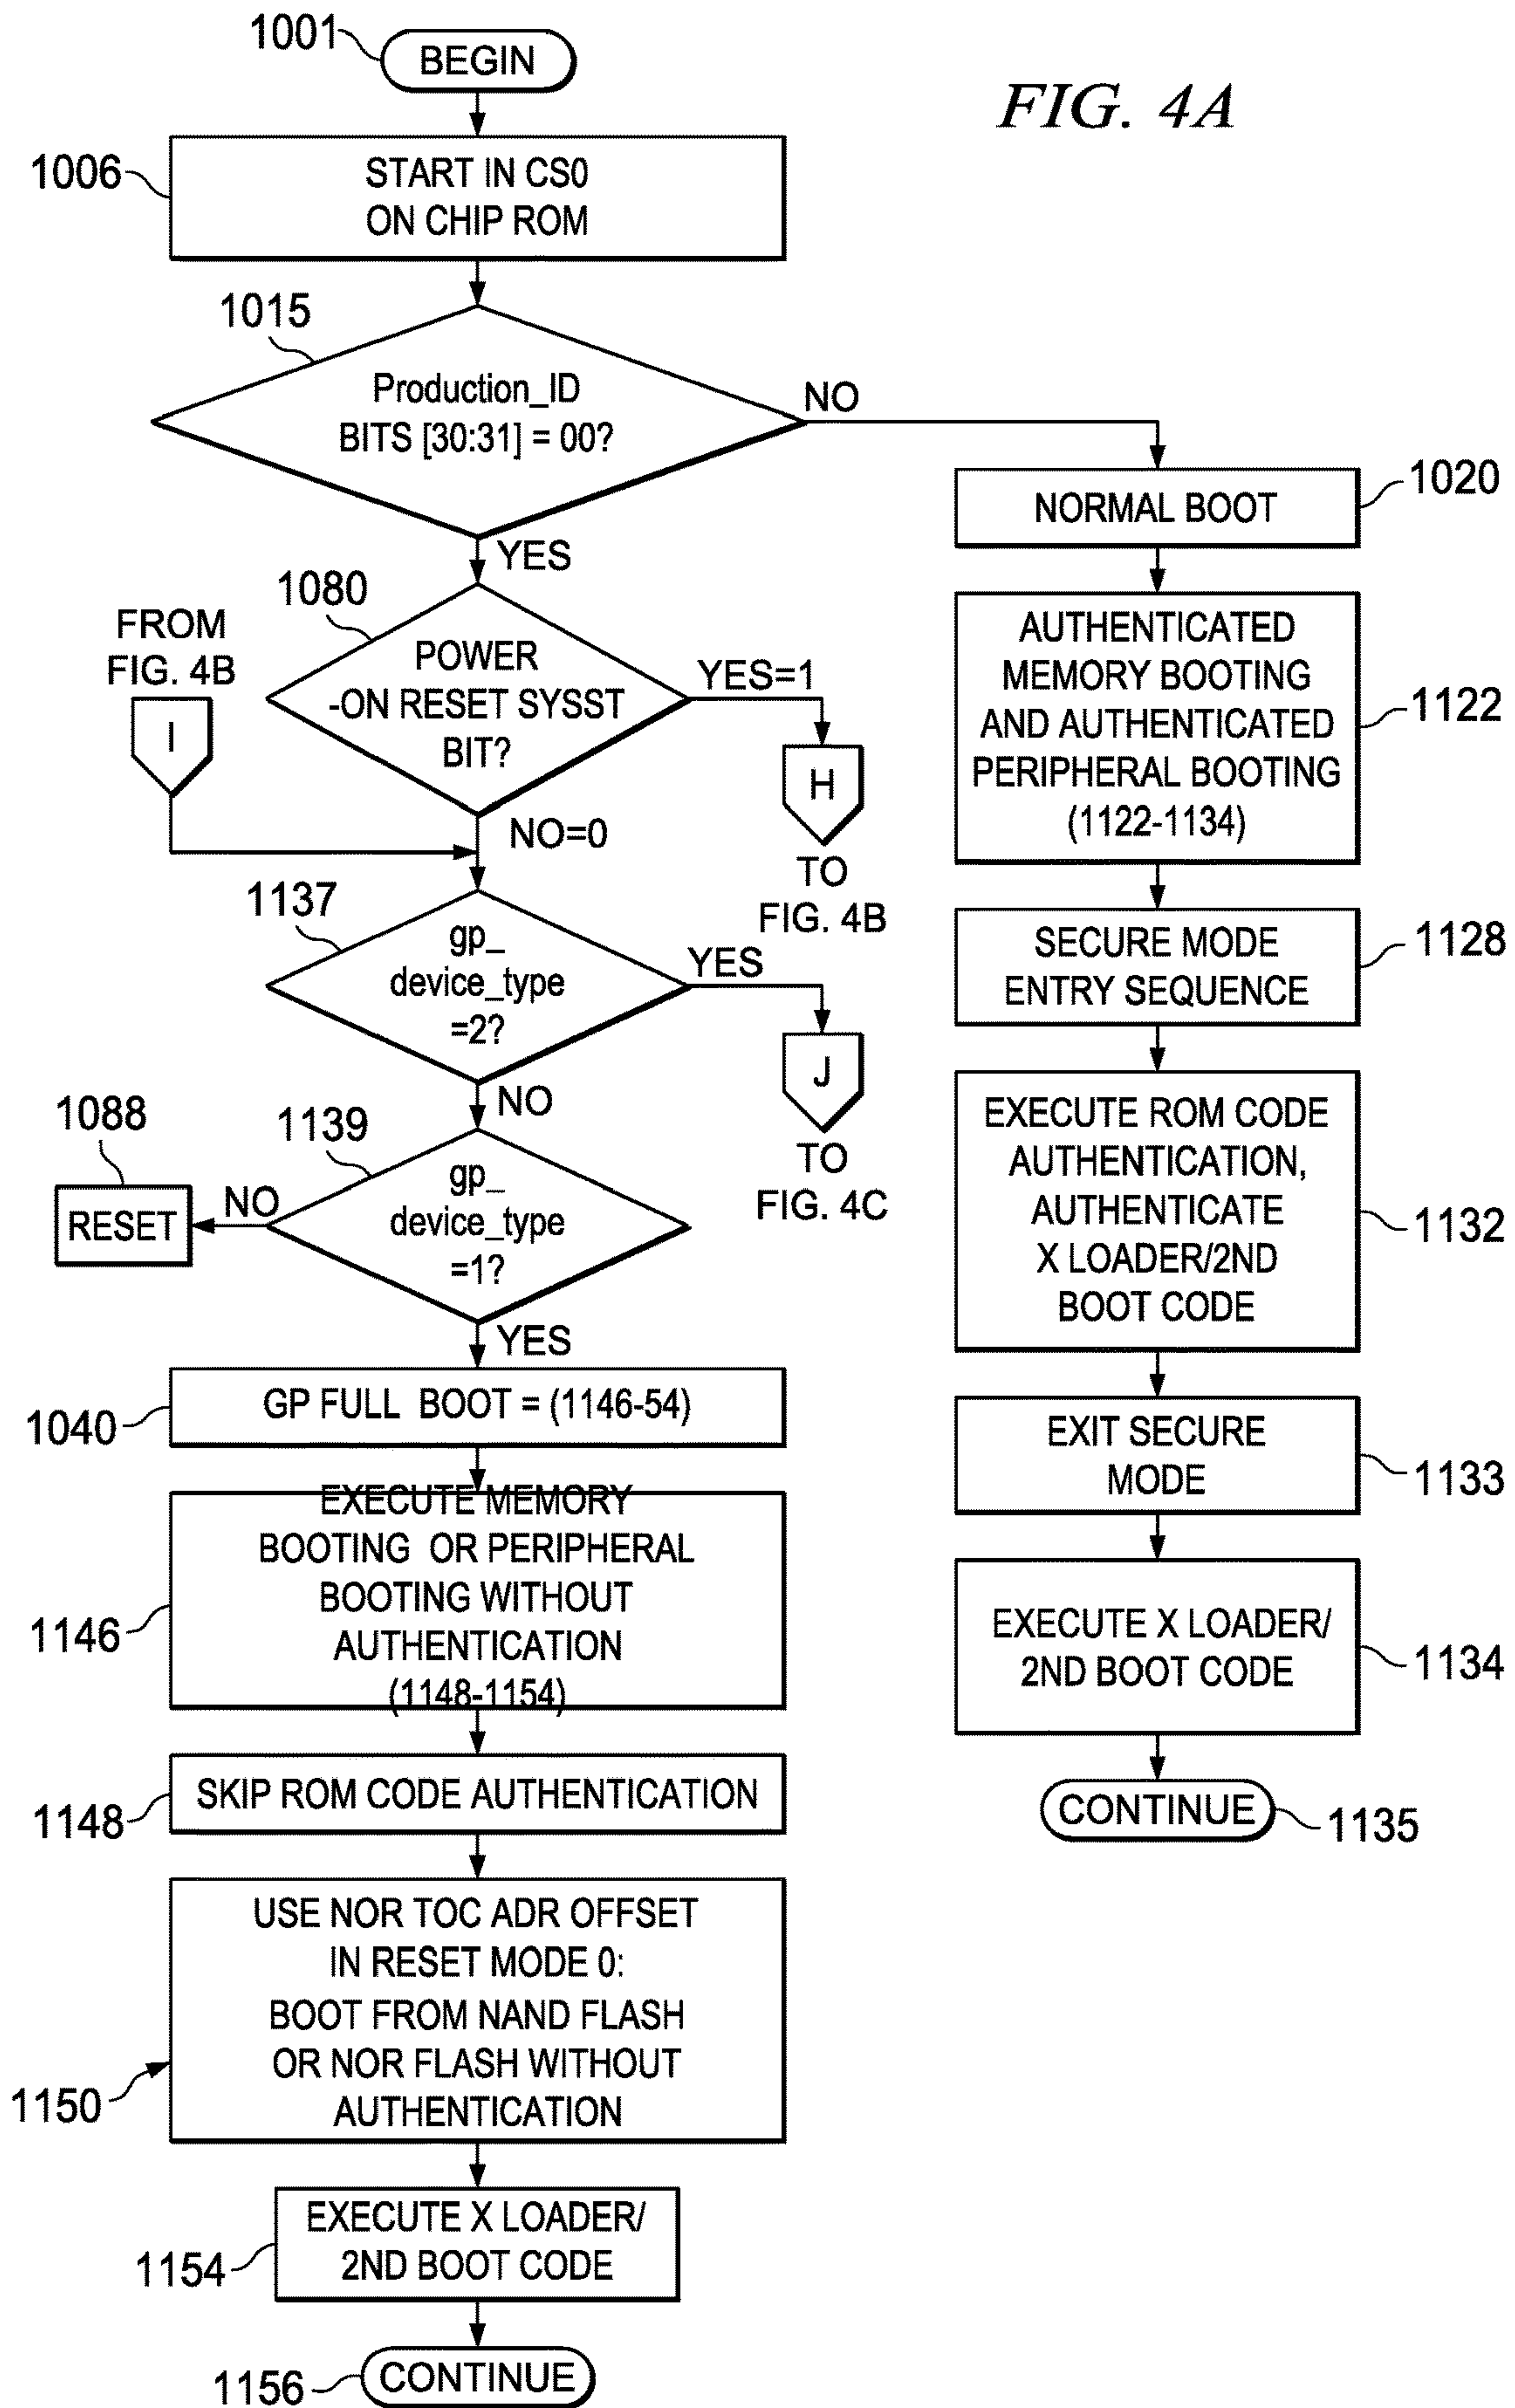 FIG. 4A
1001
BEGIN
1006
START IN CS0
ON CHIP ROM
1015
Production_ID
BITS [30:31] = 00?
NO
YES
1080
POWER
-ON RESET SYSST
BIT?
YES=1
H
TO
FIG. 4B
FROM
FIG. 4B
I
NO=0
1137
gp_
device_type
=2?
YES
J
TO
FIG. 4C
NO
1139
gp_
device_type
=1?
NO
1088
RESET
YES
1040
GP FULL BOOT = (1146-54)
1146
EXECUTE MEMORY
BOOTING OR PERIPHERAL
BOOTING WITHOUT
AUTHENTICATION
(1148-1154)
1148
SKIP ROM CODE AUTHENTICATION
1150
USE NOR TOC ADR OFFSET
IN RESET MODE 0:
BOOT FROM NAND FLASH
OR NOR FLASH WITHOUT
AUTHENTICATION
1154
EXECUTE X LOADER/
2ND BOOT CODE
1156
CONTINUE
NORMAL BOOT
1020
AUTHENTICATED
MEMORY BOOTING
AND AUTHENTICATED
PERIPHERAL BOOTING
(1122-1134)
1122
SECURE MODE
ENTRY SEQUENCE
1128
EXECUTE ROM CODE
AUTHENTICATION,
AUTHENTICATE
X LOADER/2ND
BOOT CODE
1132
EXIT SECURE
MODE
1133
EXECUTE X LOADER/
2ND BOOT CODE
1134
CONTINUE
1135